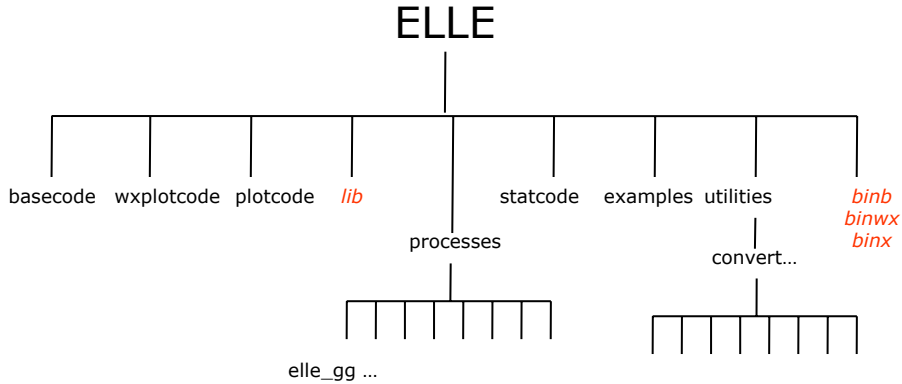 ELLE
basecode wxplotcode plotcode lib statcode examples utilities binb
binwx
binx
processes
convert...
elle_gg ...